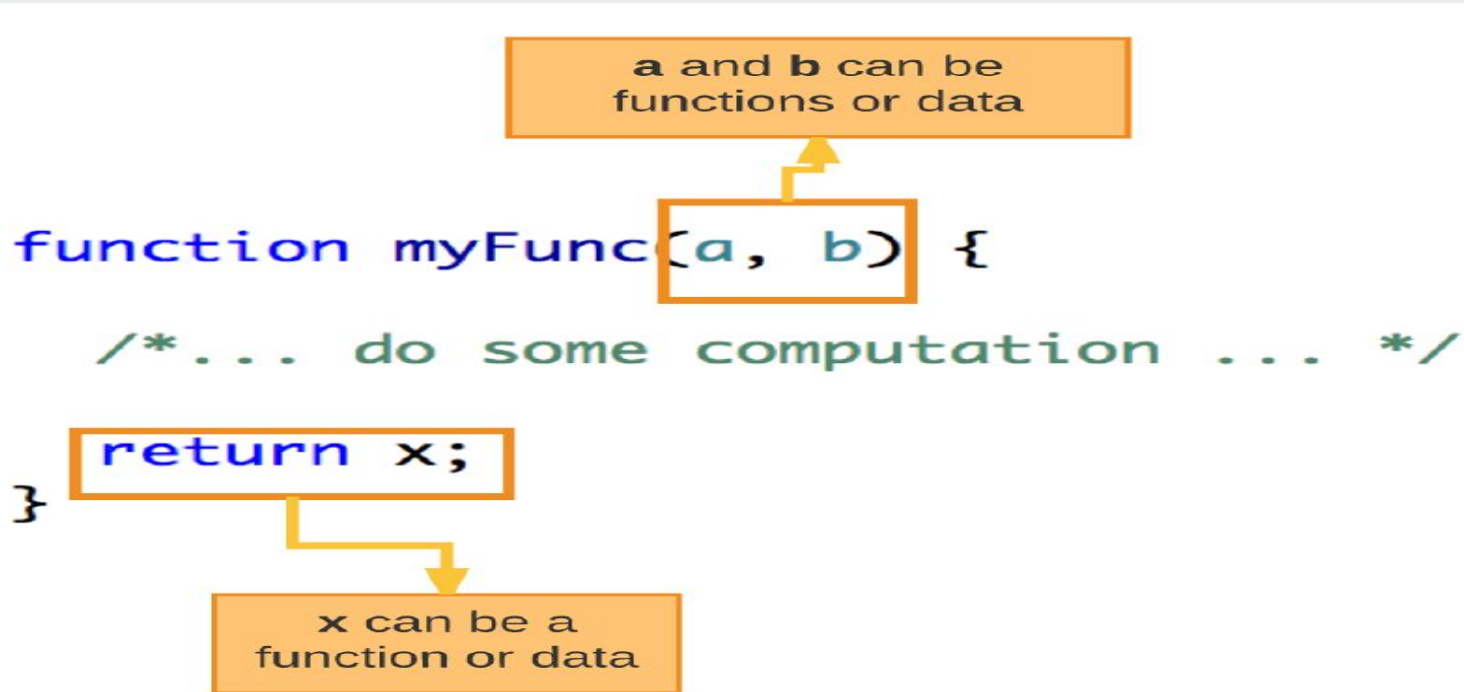 a and b can be
functions or data
function myFunc(a, b) {
/*... do some computation ... */
return x;
}
x can be a
function or data